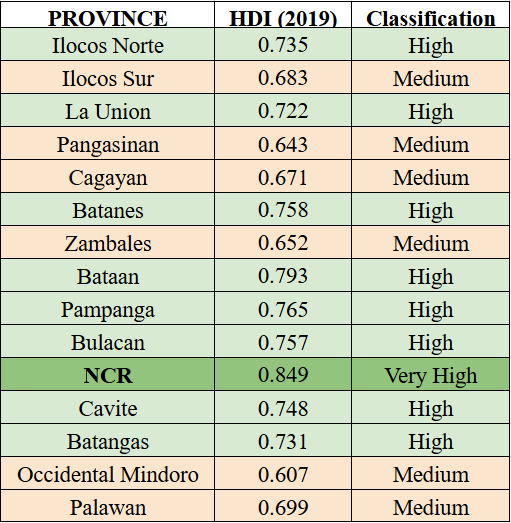 PROVINCE HDI (2019) Classification
Ilocos Norte 0.735 High
Ilocos Sur 0.683 Medium
La Union 0.722 High
Pangasinan 0.643 Medium
Cagayan 0.671 Medium
Batanes 0.758 High
Zambales 0.652 Medium
Bataan 0.793 High
Pampanga 0.765 High
Bulacan 0.757 High
NCR 0.849 Very High
Cavite 0.748 High
Batangas 0.731 High
Occidental Mindoro 0.607 Medium
Palawan 0.699 Medium